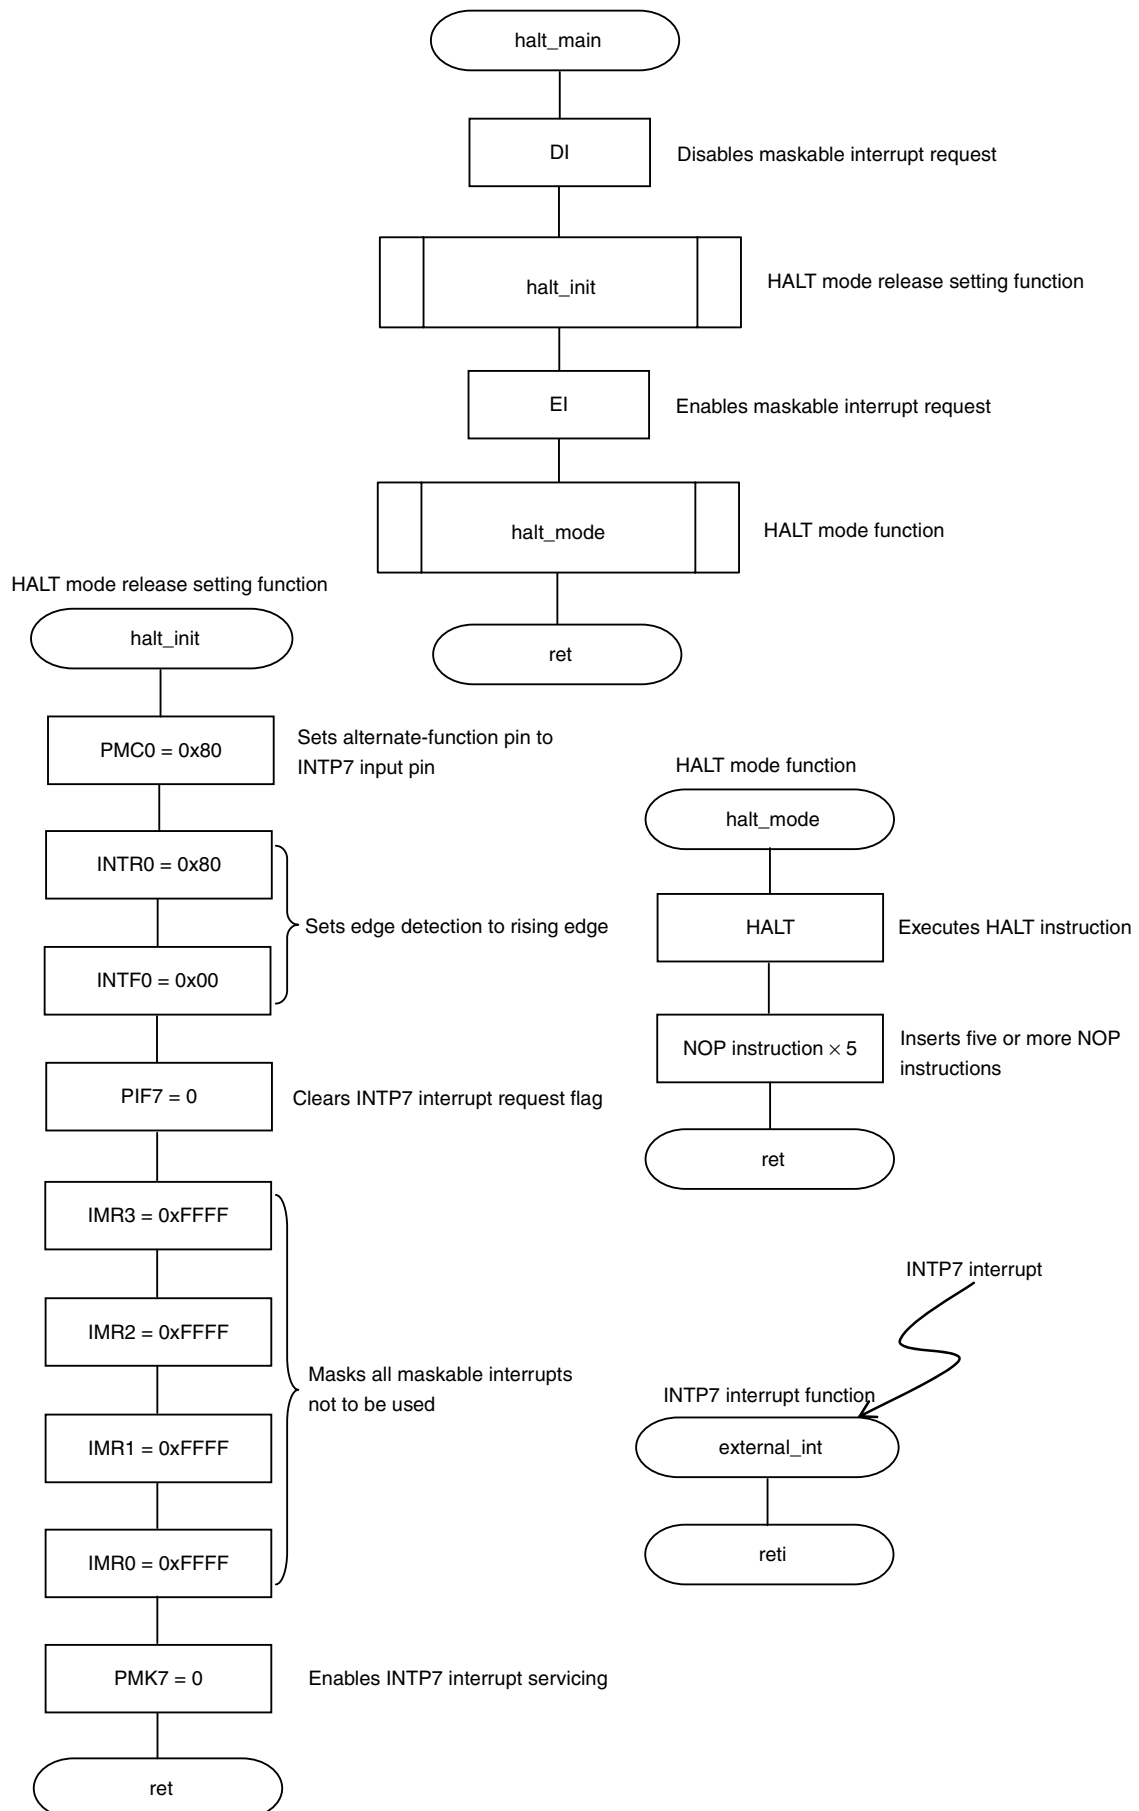 halt_main
DI
Disables maskable interrupt request
halt_init
HALT mode release setting function
EI
Enables maskable interrupt request
halt_mode
HALT mode function
ret
HALT mode release setting function
halt_init
PMC0 = 0x80
Sets alternate-function pin to
INTP7 input pin
INTR0 = 0x80
Sets edge detection to rising edge
INTF0 = 0x00
PIF7 = 0
Clears INTP7 interrupt request flag
IMR3 = 0xFFFF
IMR2 = 0xFFFF
Masks all maskable interrupts
not to be used
IMR1 = 0xFFFF
IMR0 = 0xFFFF
PMK7 = 0
Enables INTP7 interrupt servicing
ret
HALT mode function
halt_mode
HALT
Executes HALT instruction
NOP instruction × 5
Inserts five or more NOP
instructions
ret
INTP7 interrupt
INTP7 interrupt function
external_int
reti